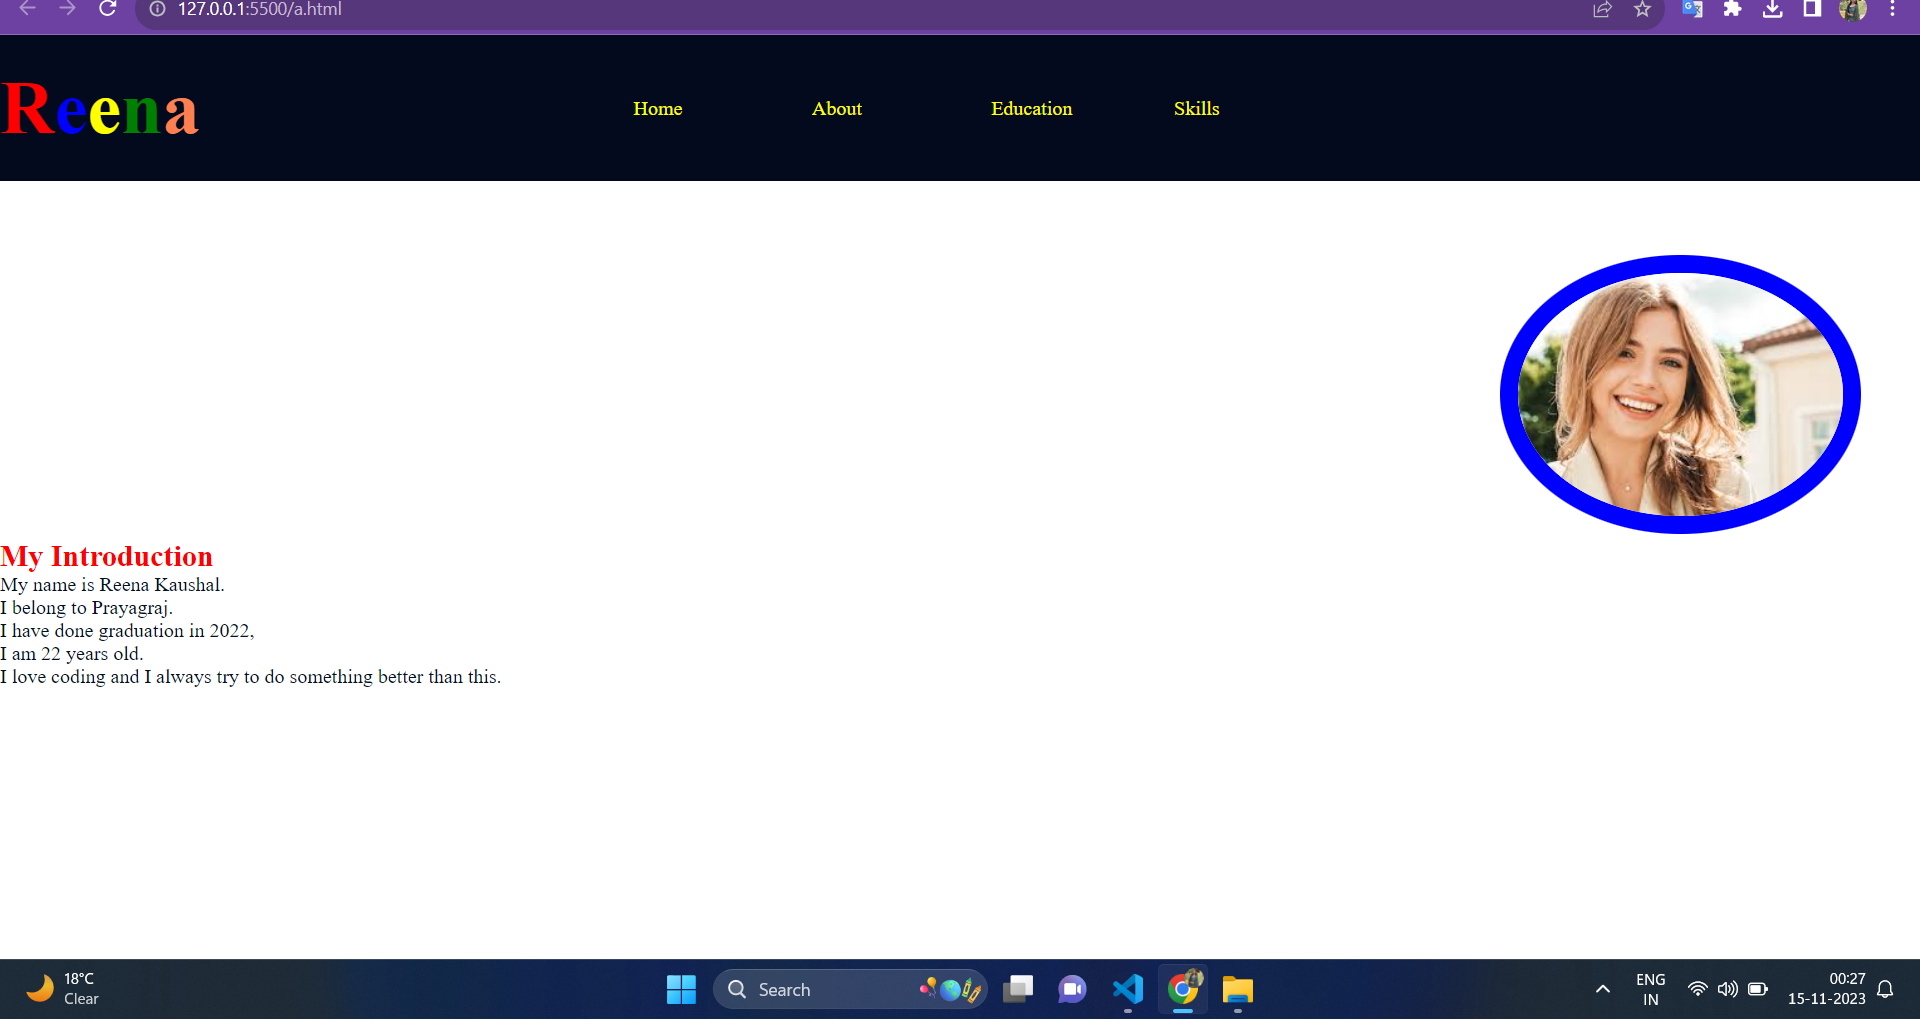 127.0.0.1:5500/a.html
Reena
Home About Education Skills
My Introduction
My name is Reena Kaushal.
I belong to Prayagraj.
I have done graduation in 2022,
I am 22 years old.
I love coding and I always try to do something better than this.
18°C
Clear
Search
ENG
IN
00:27
15-11-2023